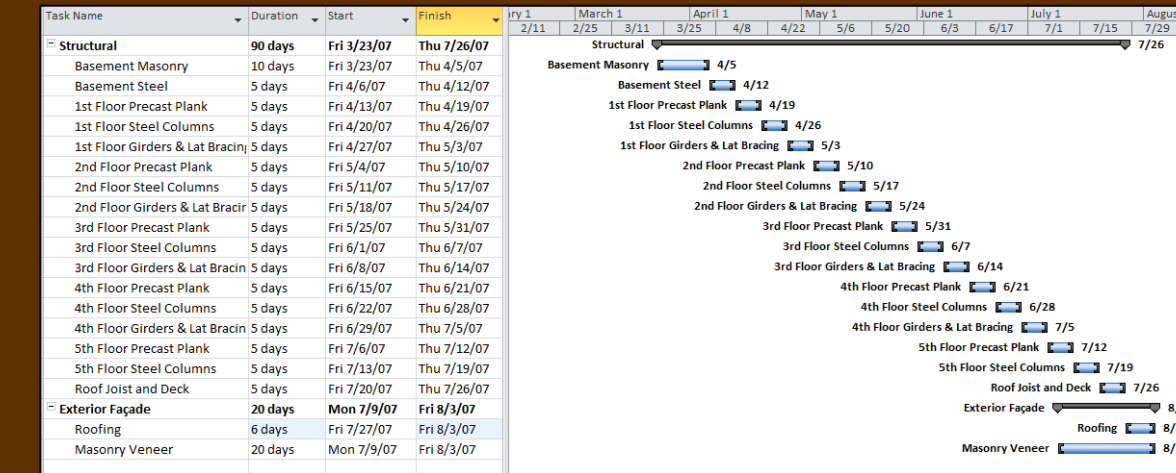 Task Name Duration Start Finish ry 1 March 1 April 1 May 1 June 1 July 1 Augus
2/11 2/25 3/11 3/25 4/8 4/22 5/6 5/20 6/3 6/17 7/1 7/15 7/29
Structural 90 days Fri 3/23/07 Thu 7/26/07 Structural 7/26
Basement Masonry 10 days Fri 3/23/07 Thu 4/5/07 Basement Masonry 4/5
Basement Steel 5 days Fri 4/6/07 Thu 4/12/07 Basement Steel 4/12
1st Floor Precast Plank 5 days Fri 4/13/07 Thu 4/19/07 1st Floor Precast Plank 4/19
1st Floor Steel Columns 5 days Fri 4/20/07 Thu 4/26/07 1st Floor Steel Columns 4/26
1st Floor Girders & Lat Bracing 5 days Fri 4/27/07 Thu 5/3/07 1st Floor Girders & Lat Bracing 5/3
2nd Floor Precast Plank 5 days Fri 5/4/07 Thu 5/10/07 2nd Floor Precast Plank 5/10
2nd Floor Steel Columns 5 days Fri 5/11/07 Thu 5/17/07 2nd Floor Steel Columns 5/17
2nd Floor Girders & Lat Bracir 5 days Fri 5/18/07 Thu 5/24/07 2nd Floor Girders & Lat Bracing 5/24
3rd Floor Precast Plank 5 days Fri 5/25/07 Thu 5/31/07 3rd Floor Precast Plank 5/31
3rd Floor Steel Columns 5 days Fri 6/1/07 Thu 6/7/07 3rd Floor Steel Columns 6/7
3rd Floor Girders & Lat Bracin 5 days Fri 6/8/07 Thu 6/14/07 3rd Floor Girders & Lat Bracing 6/14
4th Floor Precast Plank 5 days Fri 6/15/07 Thu 6/21/07 4th Floor Precast Plank 6/21
4th Floor Steel Columns 5 days Fri 6/22/07 Thu 6/28/07 4th Floor Steel Columns 6/28
4th Floor Girders & Lat Bracin 5 days Fri 6/29/07 Thu 7/5/07 4th Floor Girders & Lat Bracing 7/5
5th Floor Precast Plank 5 days Fri 7/6/07 Thu 7/12/07 5th Floor Precast Plank 7/12
5th Floor Steel Columns 5 days Fri 7/13/07 Thu 7/19/07 5th Floor Steel Columns 7/19
Roof Joist and Deck 5 days Fri 7/20/07 Thu 7/26/07 Roof Joist and Deck 7/26
Exterior Façade 20 days Mon 7/9/07 Fri 8/3/07 Exterior Façade 8/
Roofing 6 days Fri 7/27/07 Fri 8/3/07 Roofing 8/
Masonry Veneer 20 days Mon 7/9/07 Fri 8/3/07 Masonry Veneer 8/